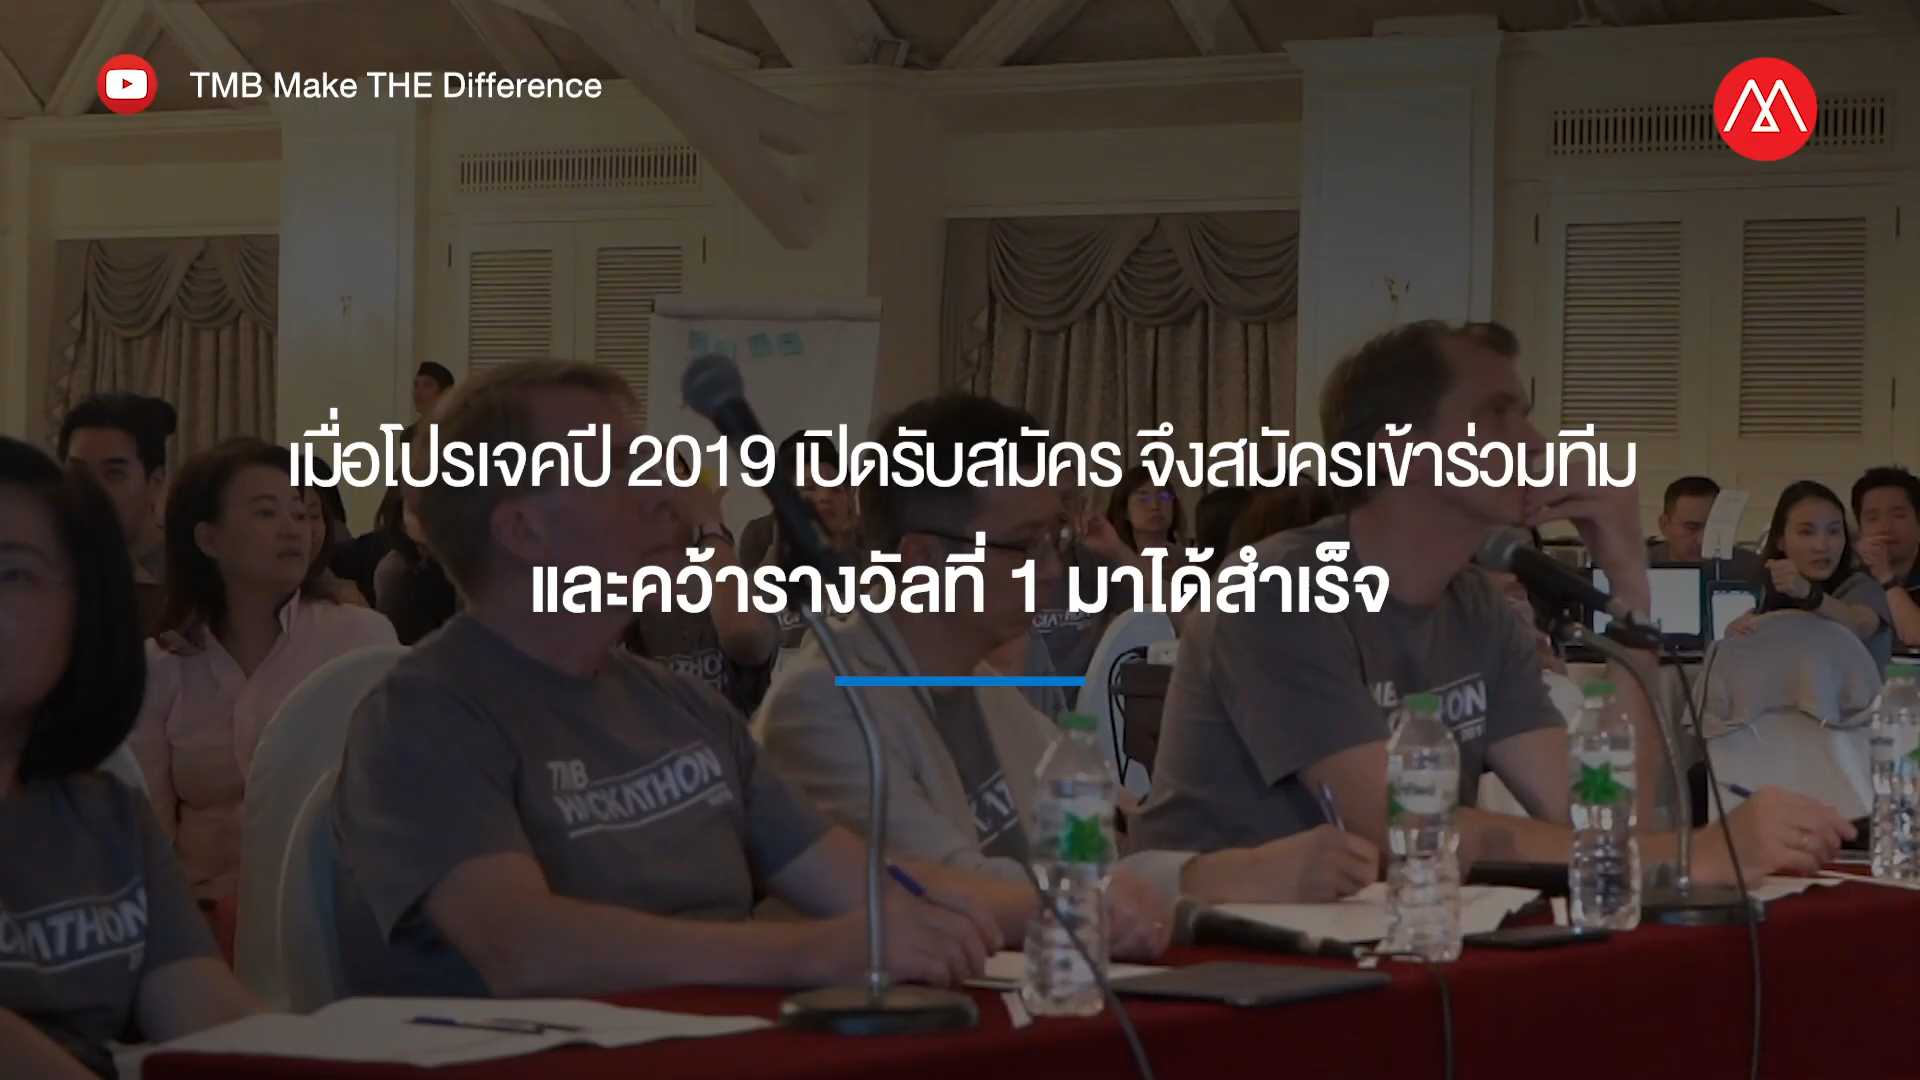 TMB Make THE Difference
เมื่อโปรเจคปี 2019 เปิดรับสมัคร จึงสมัครเข้าร่วมทีม
และคว้ารางวัลที่ 1 มาได้สำเร็จ
TMB
HACKATHON